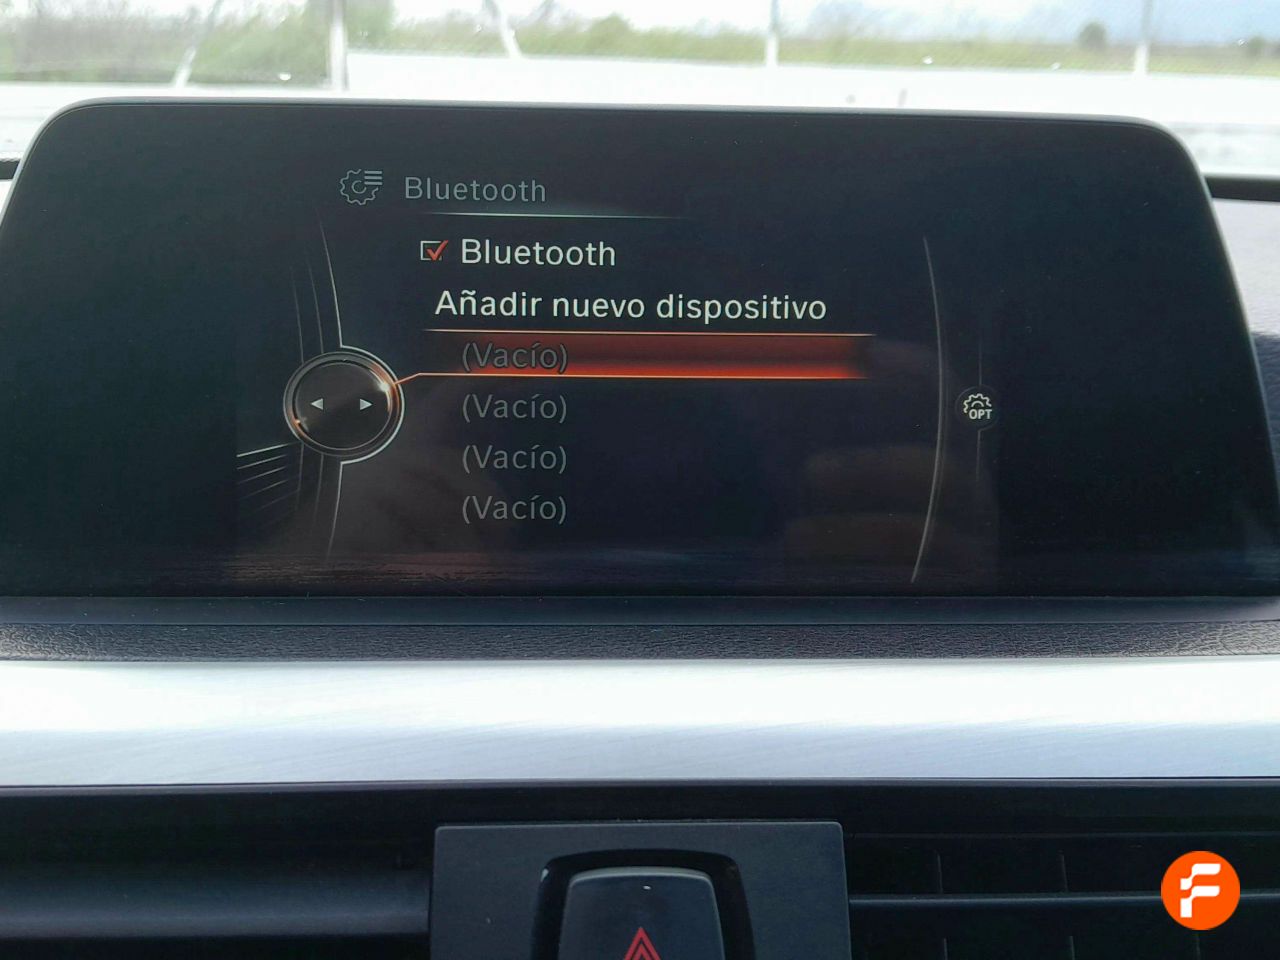 Bluetooth
Bluetooth
Añadir nuevo dispositivo
(Vacío)
(Vacío)
(Vacío)
(Vacío)
OPT